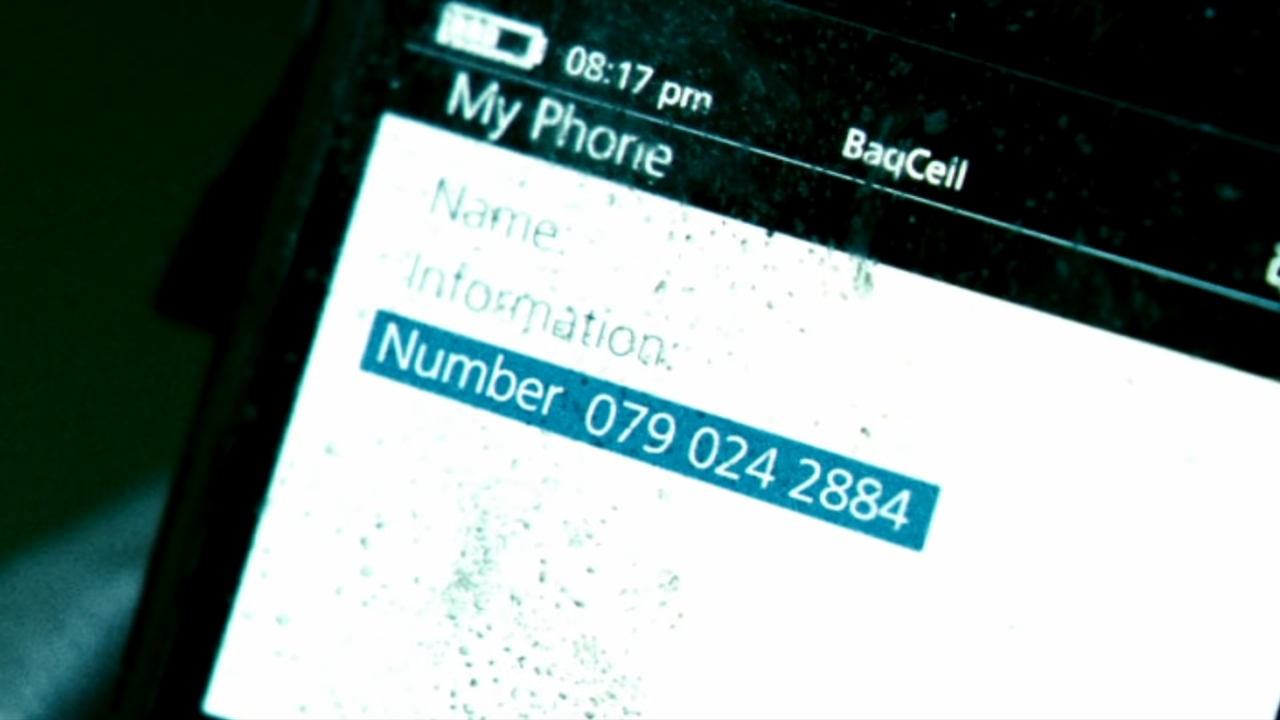 08:17 pm
BaqCell
My Phone
Name:
Information:
Number 079 024 2884